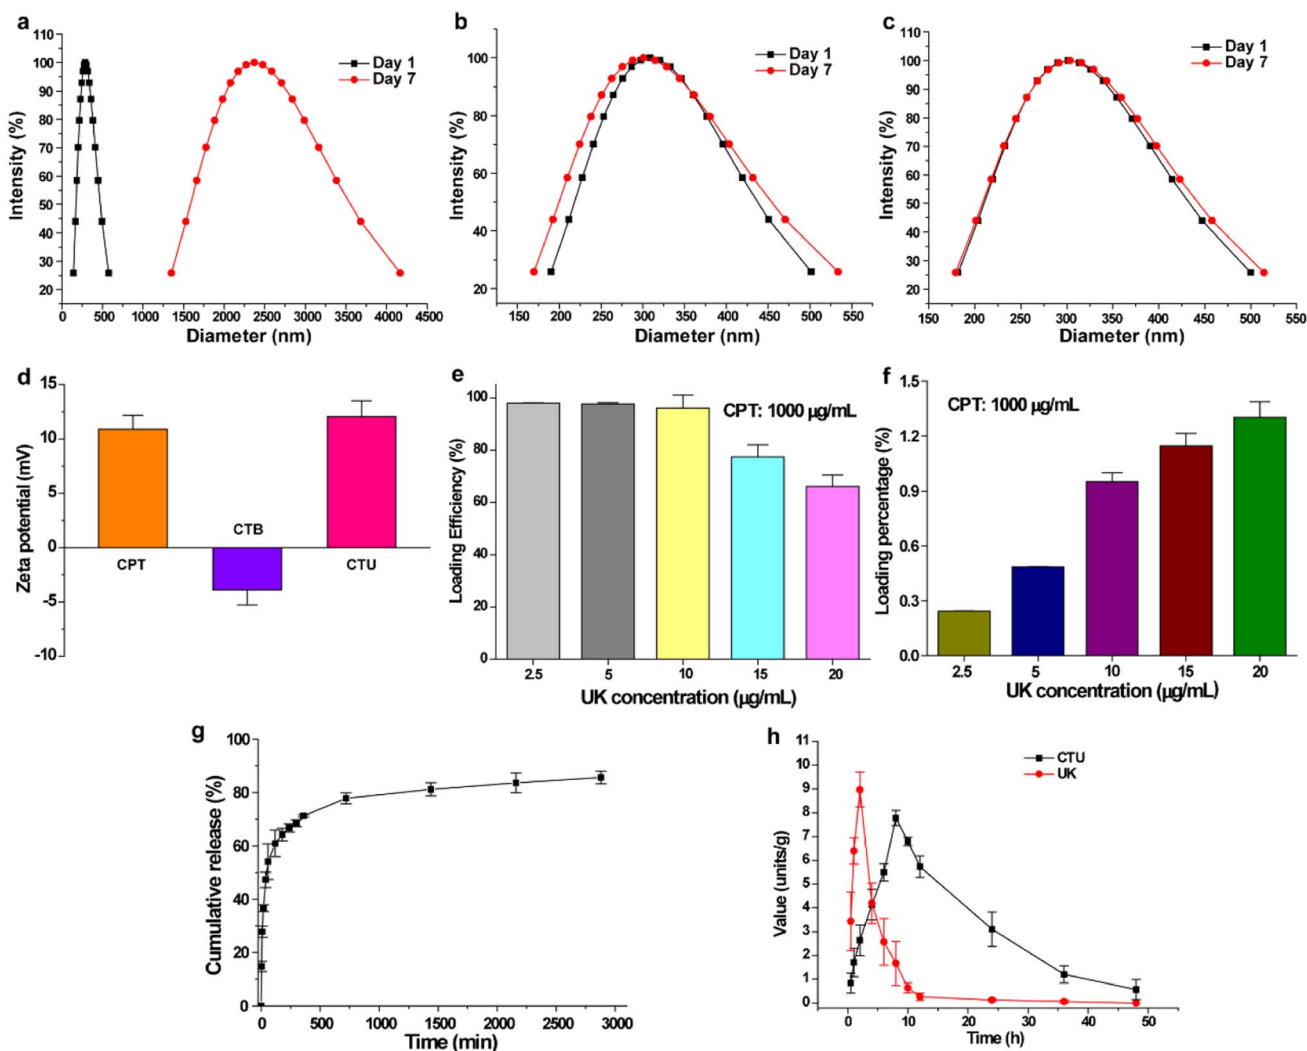 a
Day 1
Day 7
Intensity (%)
110
100
90
80
70
60
50
40
30
20
0 500 1000 1500 2000 2500 3000 3500 4000 4500
Diameter (nm)
b
Day 1
Day 7
Intensity (%)
100
80
60
40
20
150 200 250 300 350 400 450 500 550
Diameter (nm)
c
Day 1
Day 7
Intensity (%)
110
100
90
80
70
60
50
40
30
20
150 200 250 300 350 400 450 500 550
Diameter (nm)
d
Zeta potential (mV)
15
10
5
0
-5
-10
CPT
CTB
CTU
e
CPT: 1000 µg/mL
Loading Efficiency (%)
100
80
60
40
20
0
2.5 5 10 15 20
UK concentration (µg/mL)
f
CPT: 1000 µg/mL
Loading percentage (%)
1.5
1.2
0.9
0.6
0.3
0.0
2.5 5 10 15 20
UK concentration (µg/mL)
g
Cumulative release (%)
100
80
60
40
20
0
0 500 1000 1500 2000 2500 3000
Time (min)
h
CTU
UK
Value (units/g)
11
10
9
8
7
6
5
4
3
2
1
0
0 10 20 30 40 50
Time (h)